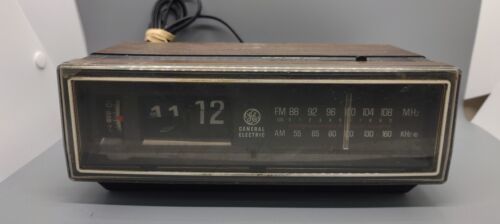 11 12
GE
GENERAL
ELECTRIC
FM 88 92 96 100 104 108 MHz
AM 55 65 80 100 130 160 KHz